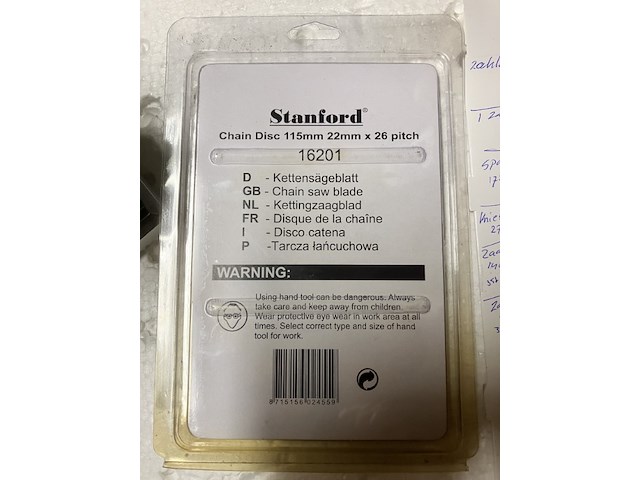 Stanford®
Chain Disc 115mm 22mm x 26 pitch
16201
D - Kettensägeblatt
GB - Chain saw blade
NL - Kettingzaagblad
FR - Disque de la chaîne
I - Disco catena
P -Tarcza łańcuchowa
WARNING:
Using hand tool can be dangerous. Always
take care and keep away from children.
Wear protective eye wear in work area at all
times. Select correct type and size of hand
tool for work.
8 715156 024559